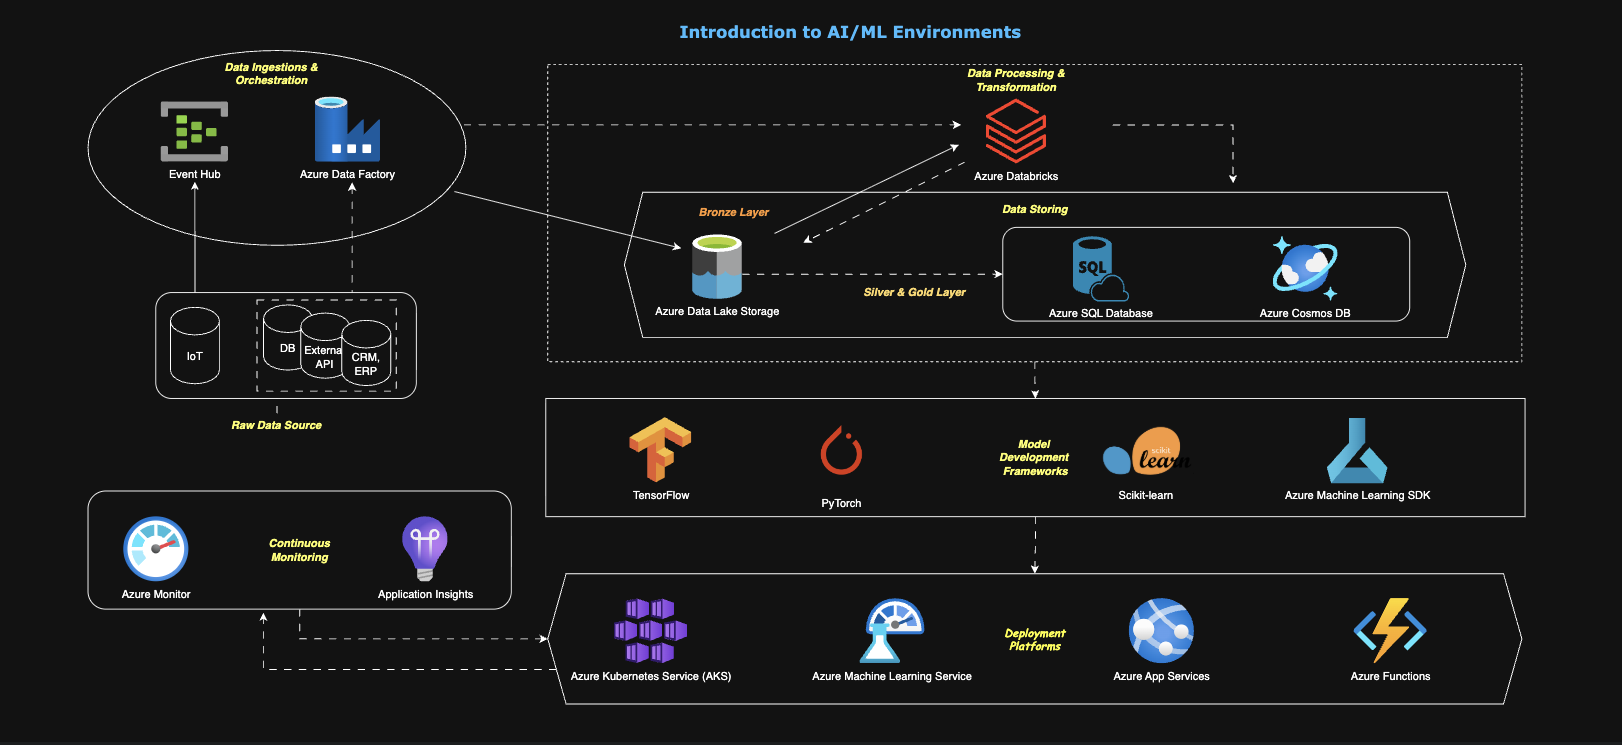 Introduction to AI/ML Environments
Data Ingestions &
Orchestration
Event Hub
Azure Data Factory
Data Processing &
Transformation
Azure Databricks
Bronze Layer
Data Storing
Azure Data Lake Storage
Silver & Gold Layer
SQL
Azure SQL Database
Azure Cosmos DB
IoT
DB
Externa
API
CRM,
ERP
Raw Data Source
TensorFlow
PyTorch
Model
Development
Frameworks
scikit
learn
Scikit-learn
Azure Machine Learning SDK
Continuous
Monitoring
Azure Monitor
Application Insights
Deployment
Platforms
Azure Kubernetes Service (AKS)
Azure Machine Learning Service
Azure App Services
Azure Functions